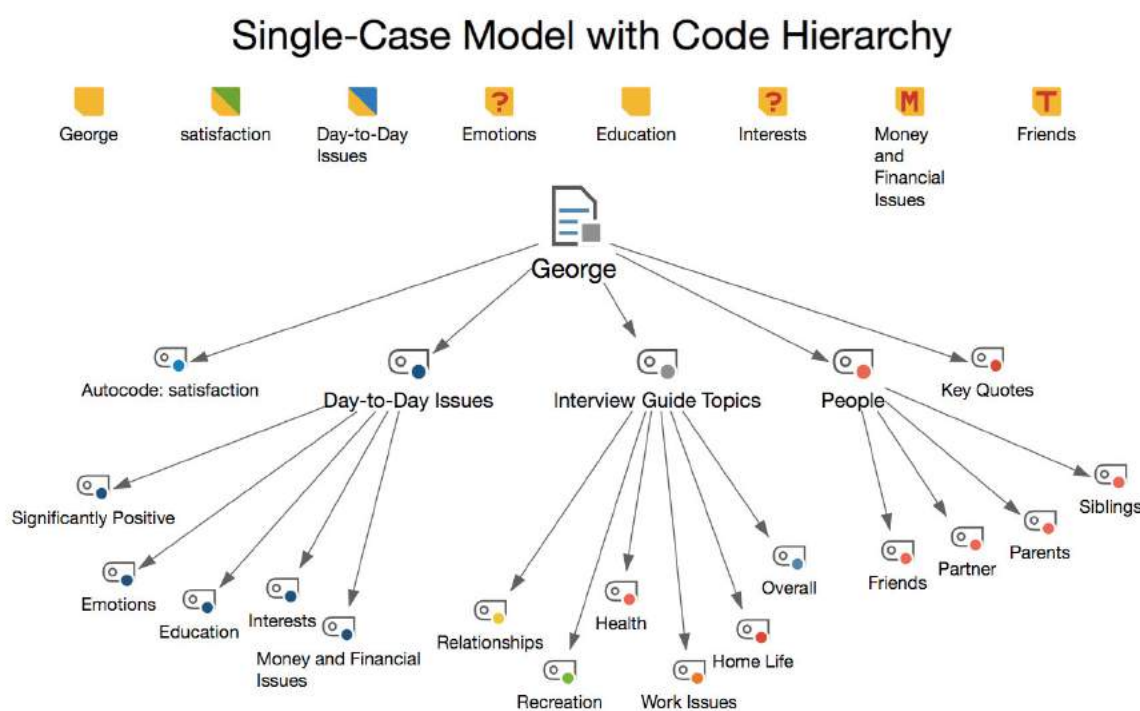 Single-Case Model with Code Hierarchy
George
satisfaction
Day-to-Day
Issues
?
Emotions
Education
?
Interests
M
Money
and
Financial
Issues
T
Friends
George
Autocode: satisfaction
Day-to-Day Issues
Interview Guide Topics
People
Key Quotes
Significantly Positive
Emotions
Education
Interests
Money and Financial
Issues
Relationships
Recreation
Health
Work Issues
Home Life
Overall
Friends
Partner
Parents
Siblings